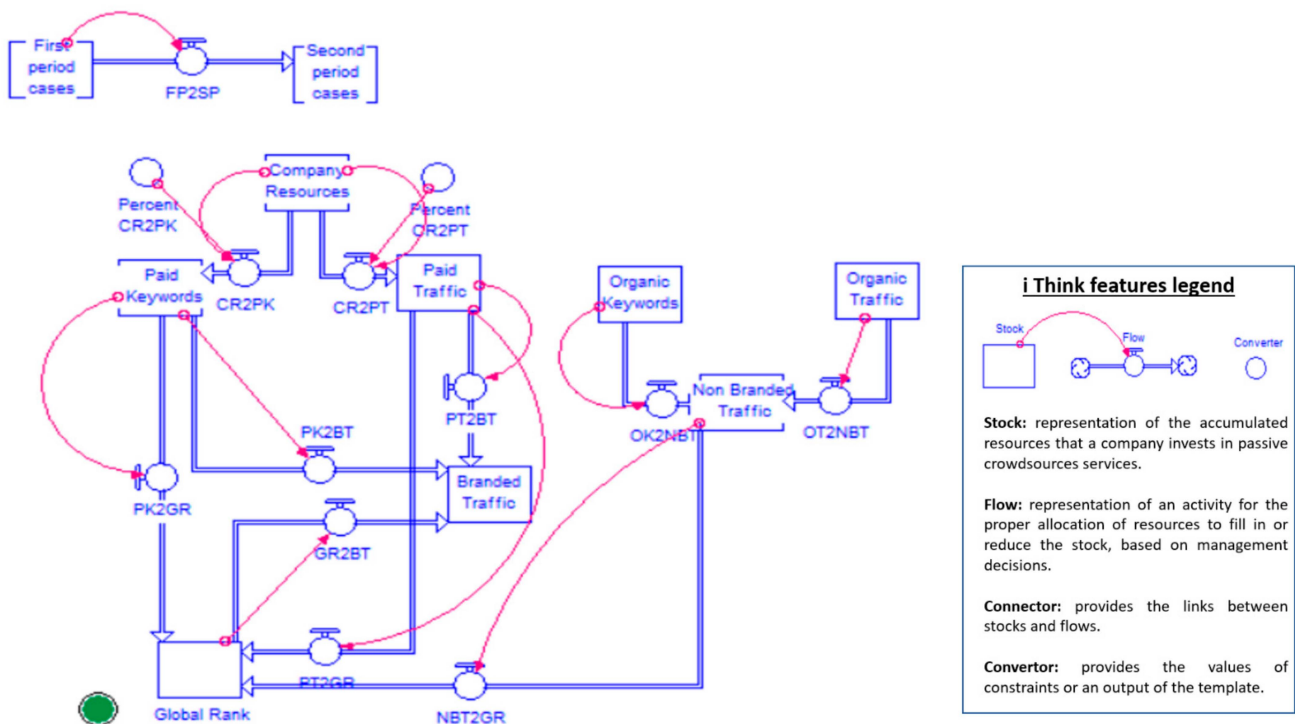 First
period
cases
FP2SP
Second
period
cases
Percent
CR2PK
Company
Resources
Percent
CR2PT
Paid
Keywords
CR2PK
CR2PT
Paid
Traffic
Organic
Keywords
Organic
Traffic
PK2BT
PT2BT
OK2NBT
Non Branded
Traffic
OT2NBT
PK2GR
Branded
Traffic
GR2BT
PT2GR
Global Rank
NBT2GR
i Think features legend
Stock
Flow
Converter
Stock: representation of the accumulated
resources that a company invests in passive
crowdsources services.
Flow: representation of an activity for the
proper allocation of resources to fill in or
reduce the stock, based on management
decisions.
Connector: provides the links between
stocks and flows.
Convertor: provides the values of
constraints or an output of the template.